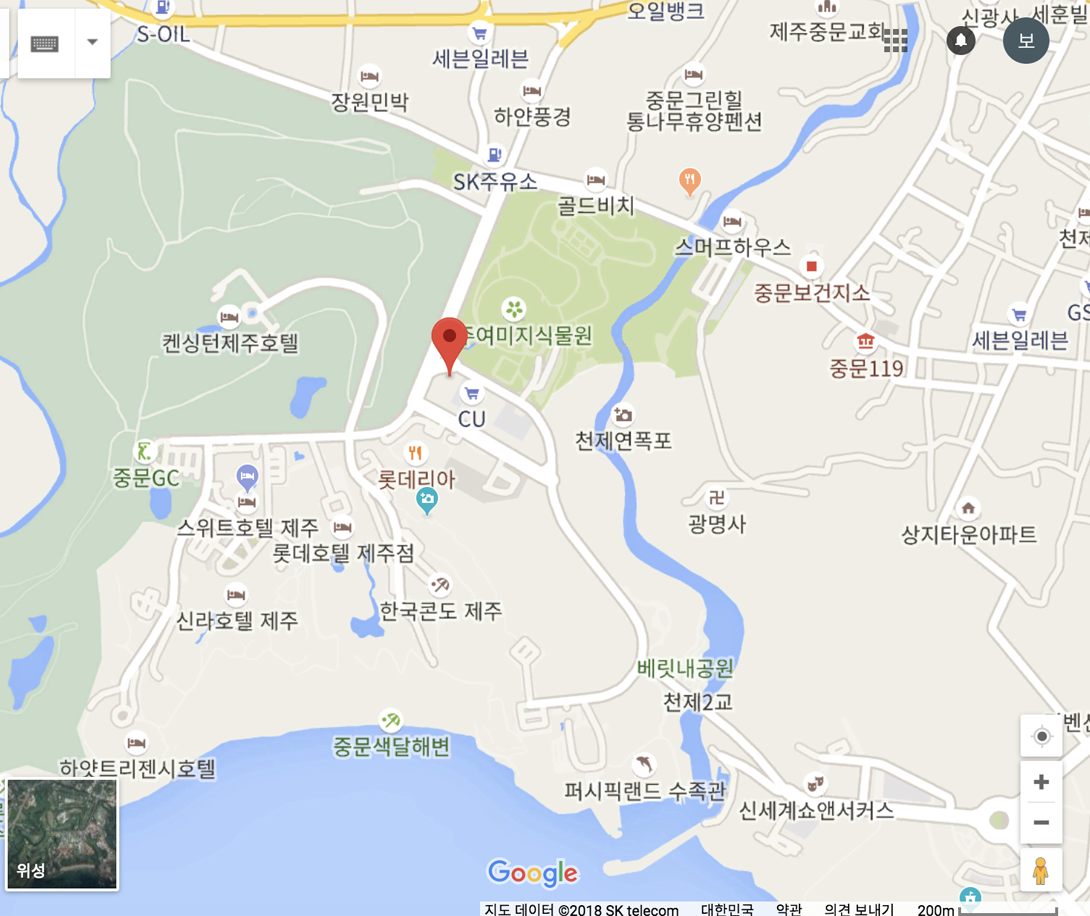 오일뱅크
신광사
세훈빌
S-OIL
제주중문교회
보
세븐일레븐
장원민박
하얀풍경
중문그린힐
통나무휴양펜션
SK주유소
골드비치
스머프하우스
천제
중문보건지소
GS
켄싱턴제주호텔
주여미지식물원
세븐일레븐
중문119
CU
천제연폭포
중문GC
롯데리아
卍
광명사
스위트호텔 제주
롯데호텔 제주점
상지타운아파트
신라호텔 제주
한국콘도 제주
베릿내공원
천제2교
벤션
중문색달해변
하얏트리젠시호텔
퍼시픽랜드 수족관
신세계쇼앤서커스
위성
Google
지도 데이터 ©2018 SK telecom 대한민국 약관 의견 보내기 200m